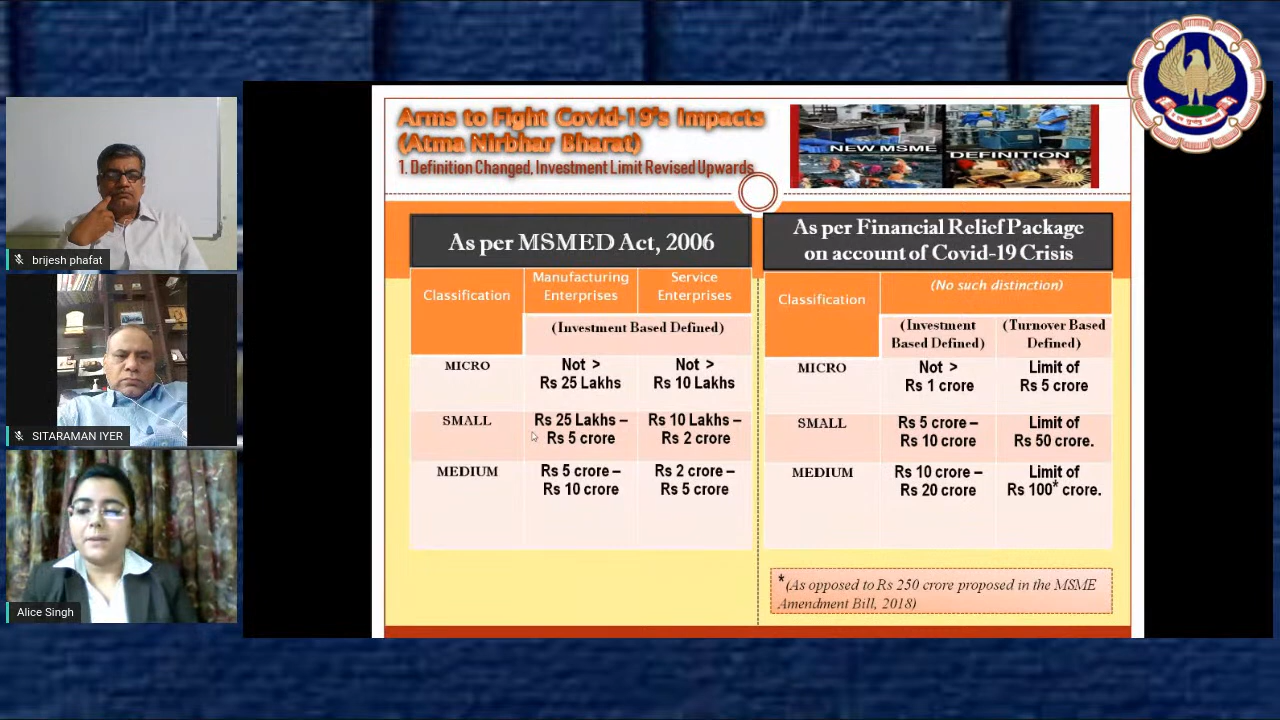 Arms to Fight Covid-19's Impacts
(Atma Nirbhar Bharat)
1. Definition Changed, Investment Limit Revised Upwards
NEW MSME
DEFINITION
As per MSMED Act, 2006
Classification
Manufacturing
Enterprises
Service
Enterprises
(Investment Based Defined)
MICRO
Not >
Rs 25 Lakhs
Not >
Rs 10 Lakhs
SMALL
Rs 25 Lakhs –
Rs 5 crore
Rs 10 Lakhs –
Rs 2 crore
MEDIUM
Rs 5 crore –
Rs 10 crore
Rs 2 crore –
Rs 5 crore
As per Financial Relief Package
on account of Covid-19 Crisis
Classification
(No such distinction)
(Investment
Based Defined)
(Turnover Based
Defined)
MICRO
Not >
Rs 1 crore
Limit of
Rs 5 crore
SMALL
Rs 5 crore –
Rs 10 crore
Limit of
Rs 50 crore.
MEDIUM
Rs 10 crore –
Rs 20 crore
Limit of
Rs 100* crore.
*(As opposed to Rs 250 crore proposed in the MSME
Amendment Bill, 2018)
brijesh phafat
SITARAMAN IYER
Alice Singh